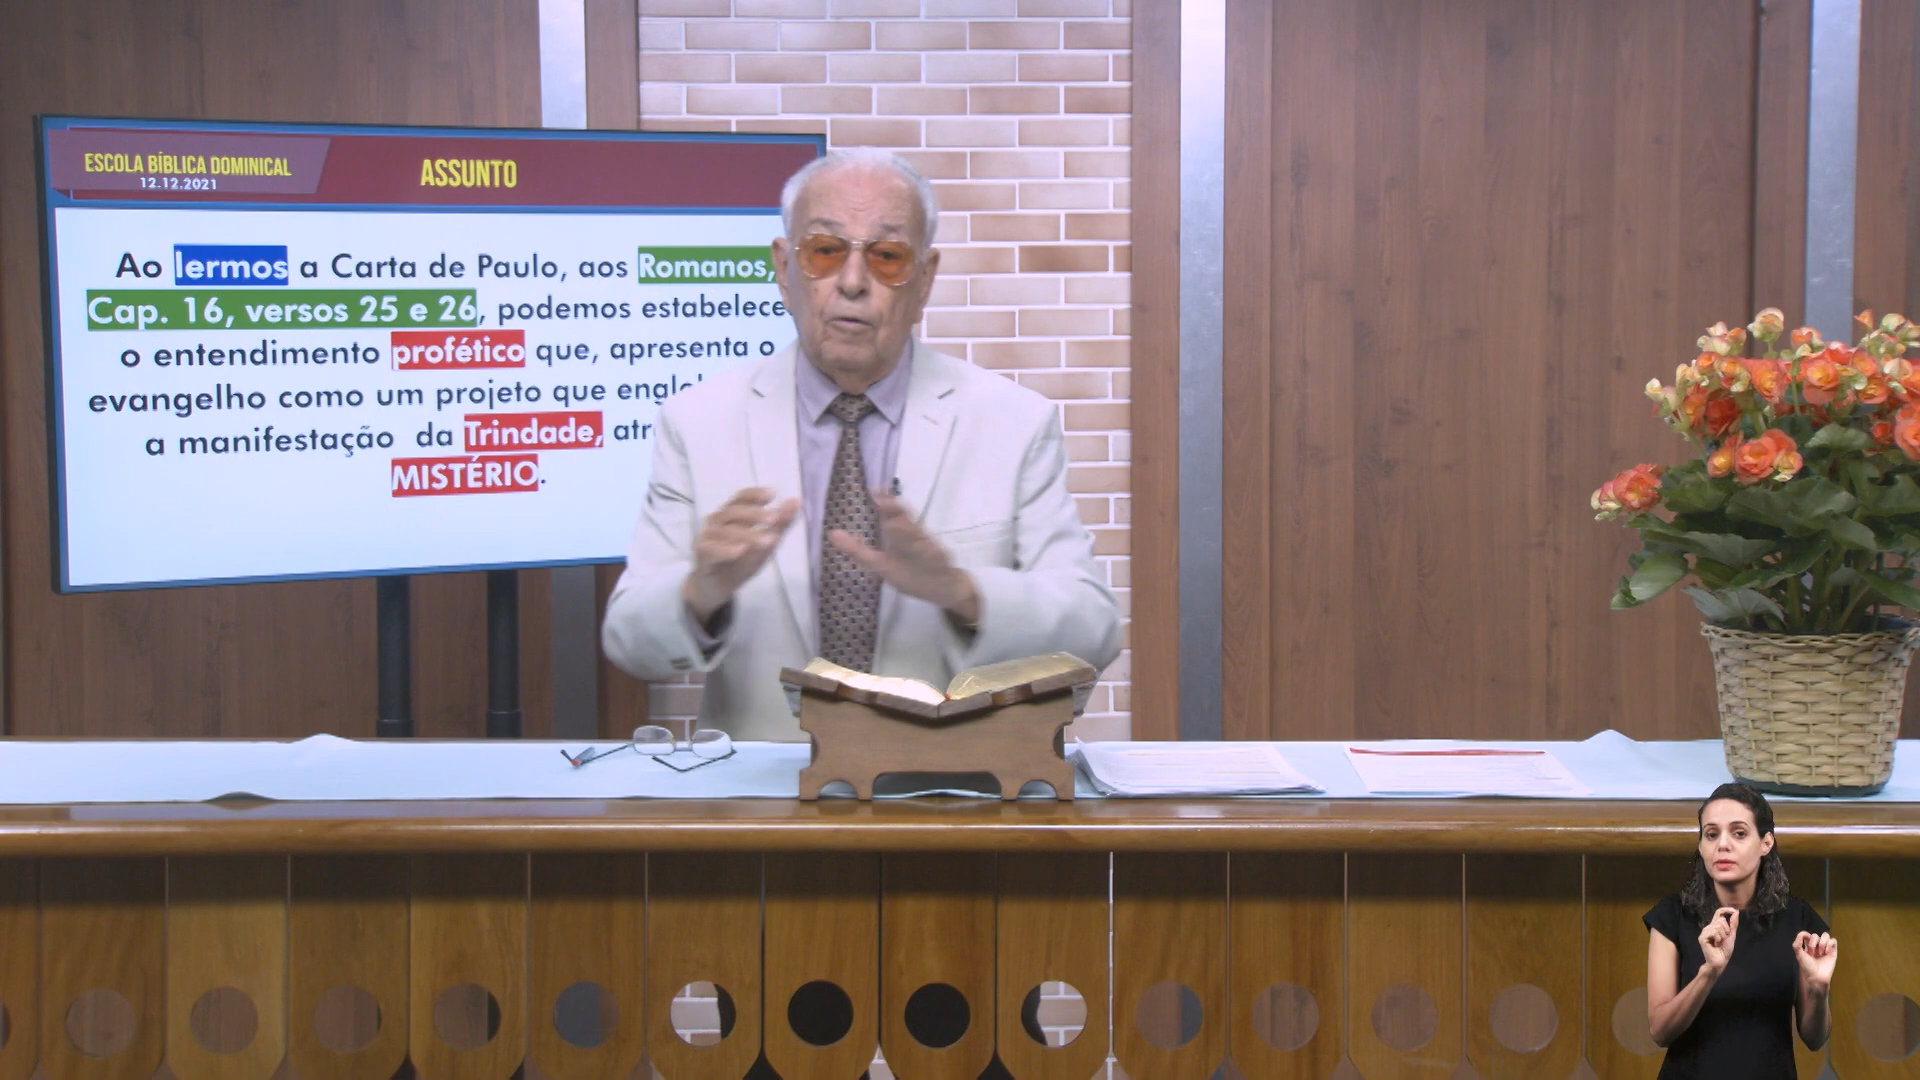 ESCOLA BÍBLICA DOMINICAL
12.12.2021
ASSUNTO
Ao lermos a Carta de Paulo, aos Romanos,
Cap. 16, versos 25 e 26, podemos
o entendimento profético que, apresenta o
evangelho como um projeto que
a manifestação da Trindade,
MISTÉRIO.